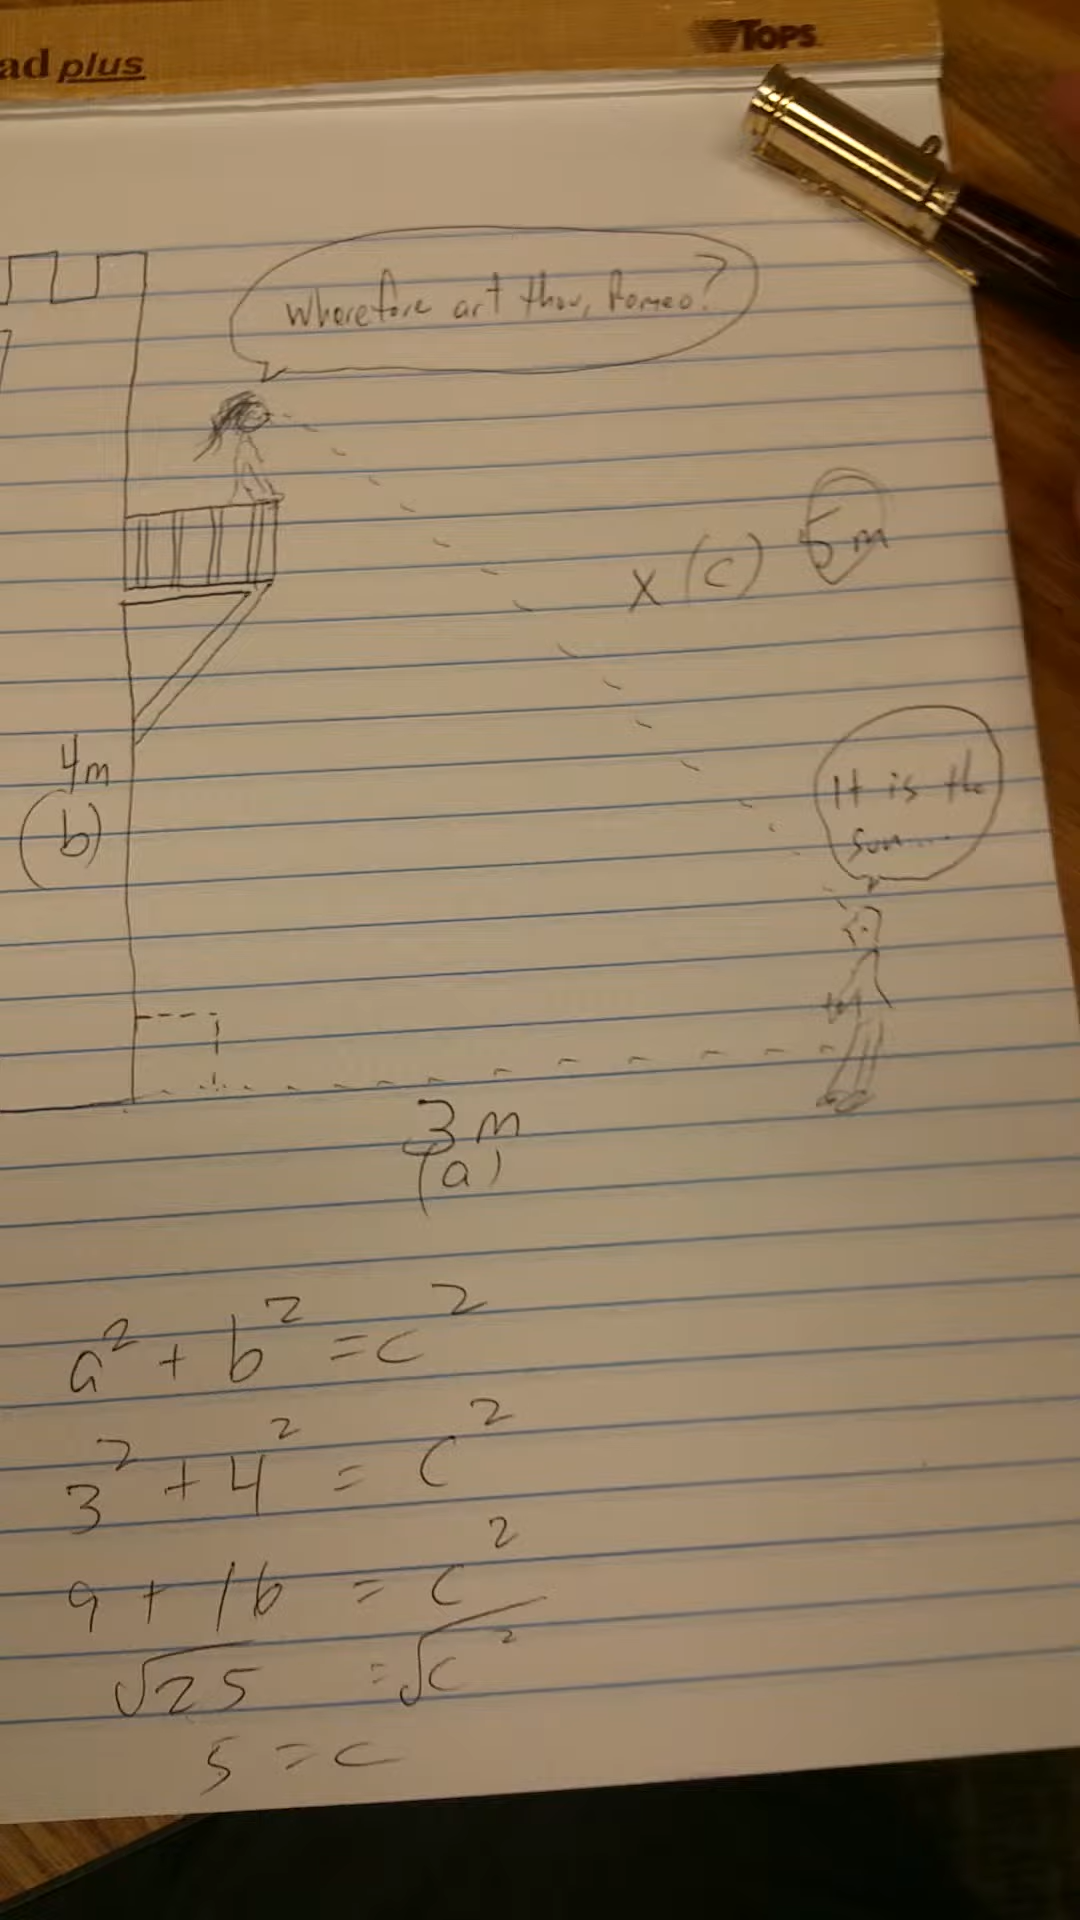 ad plus
TOPS
Wherefore art thou, Romeo?
x (c) 5m
4m
(b)
It is the
sun....
3m
(a)
a² + b² = c²
3² + 4² = c²
9 + 16 = c²
√25 = √c²
5 = c